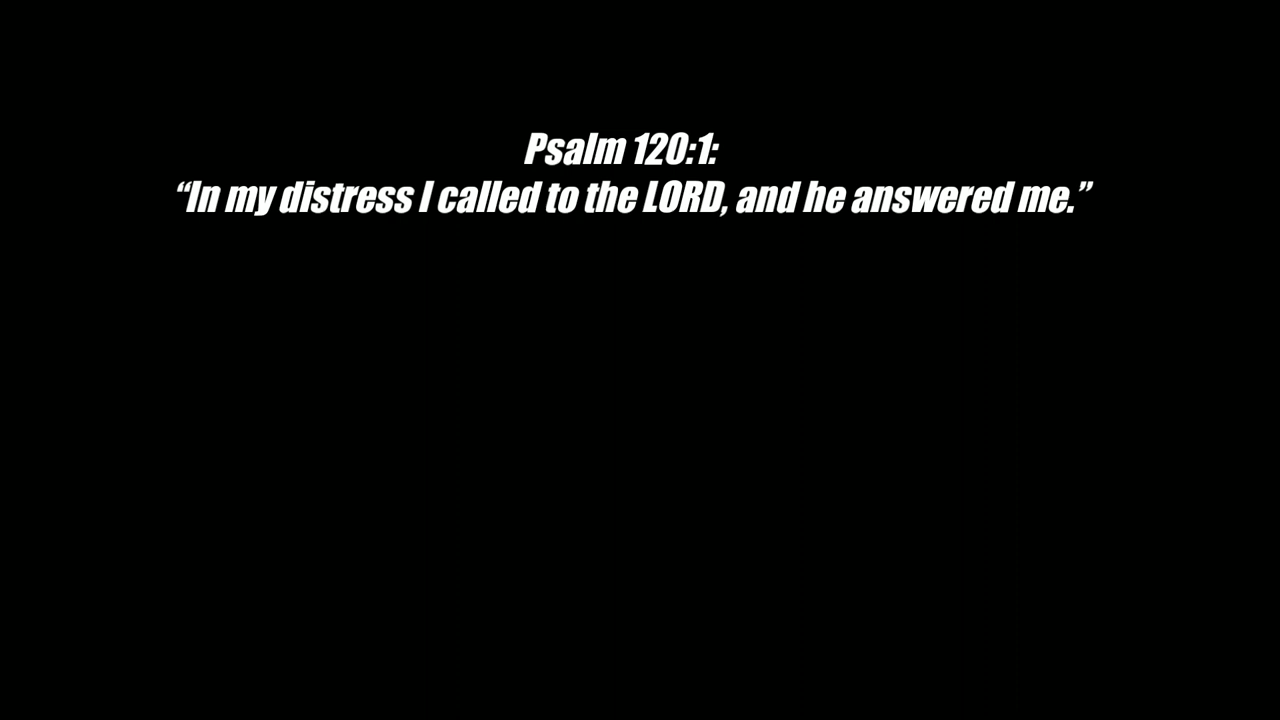 Psalm 120:1:
“In my distress I called to the LORD, and he answered me.”